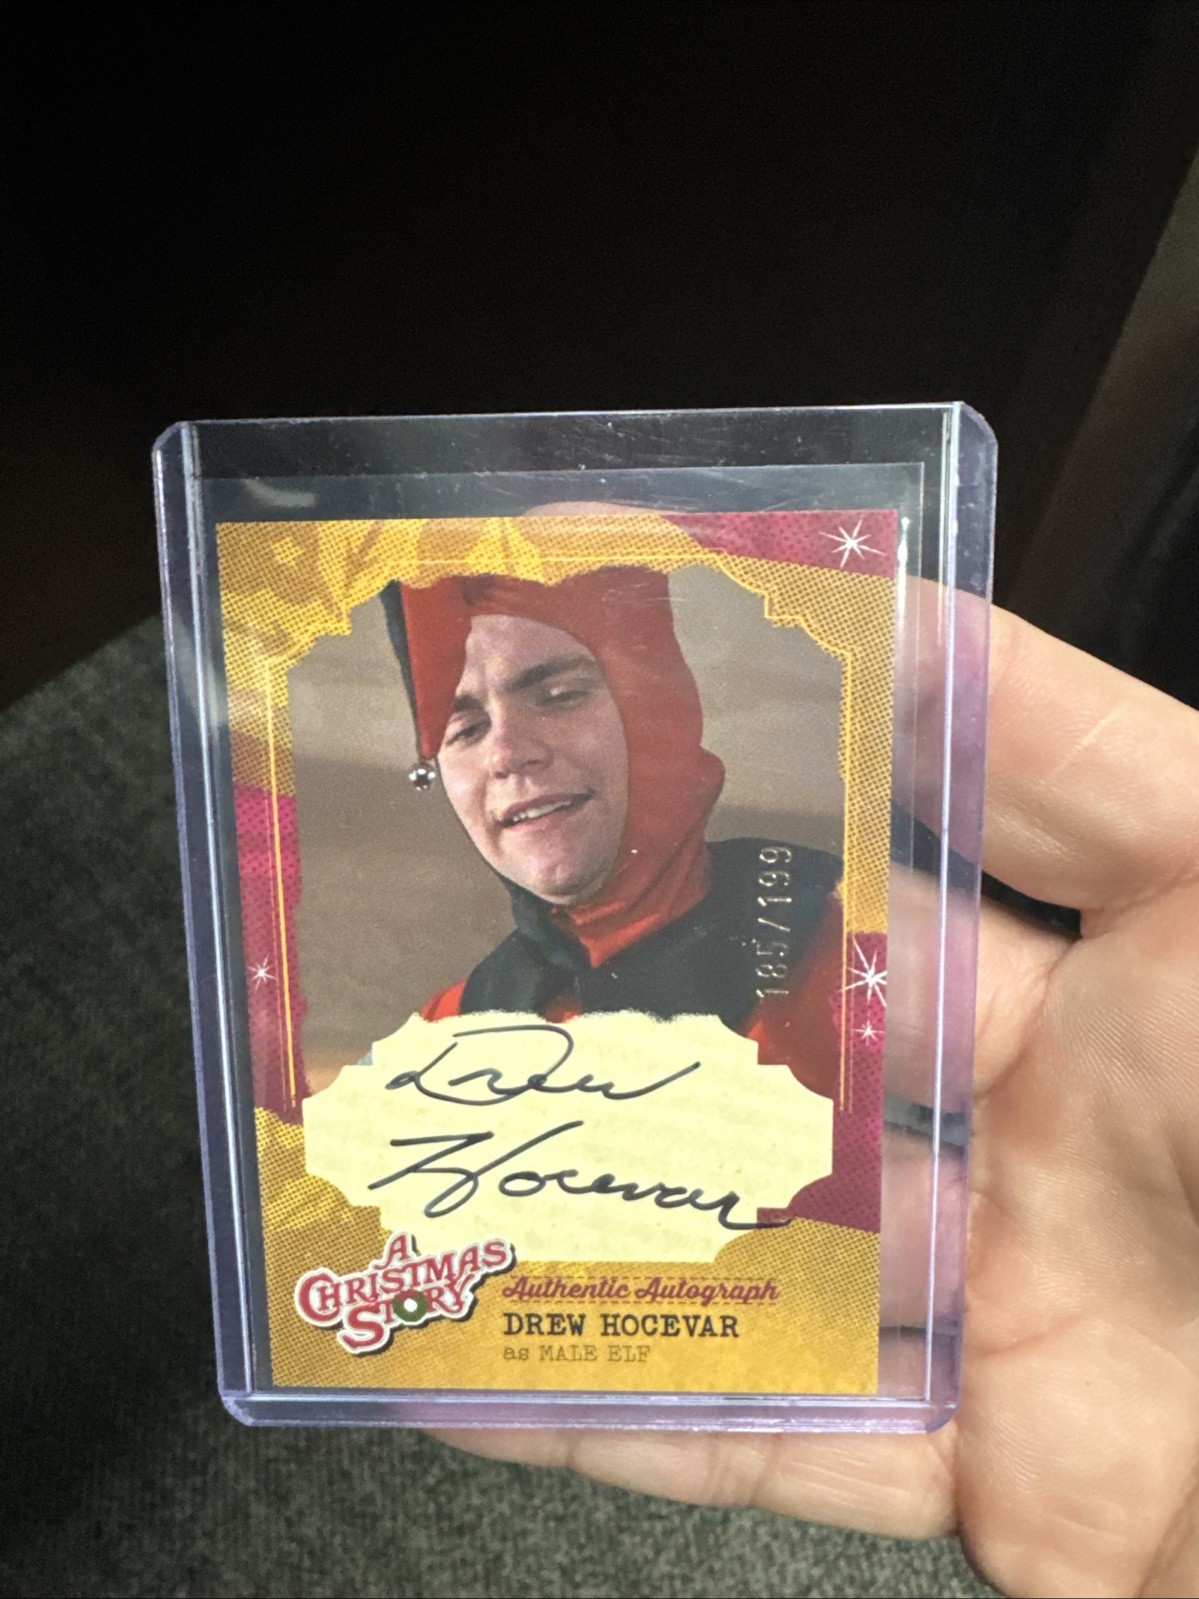 185/199
Drew
Hocevar
A
CHRISTMAS
STORY
Authentic Autograph
DREW HOCEVAR
as MALE ELF